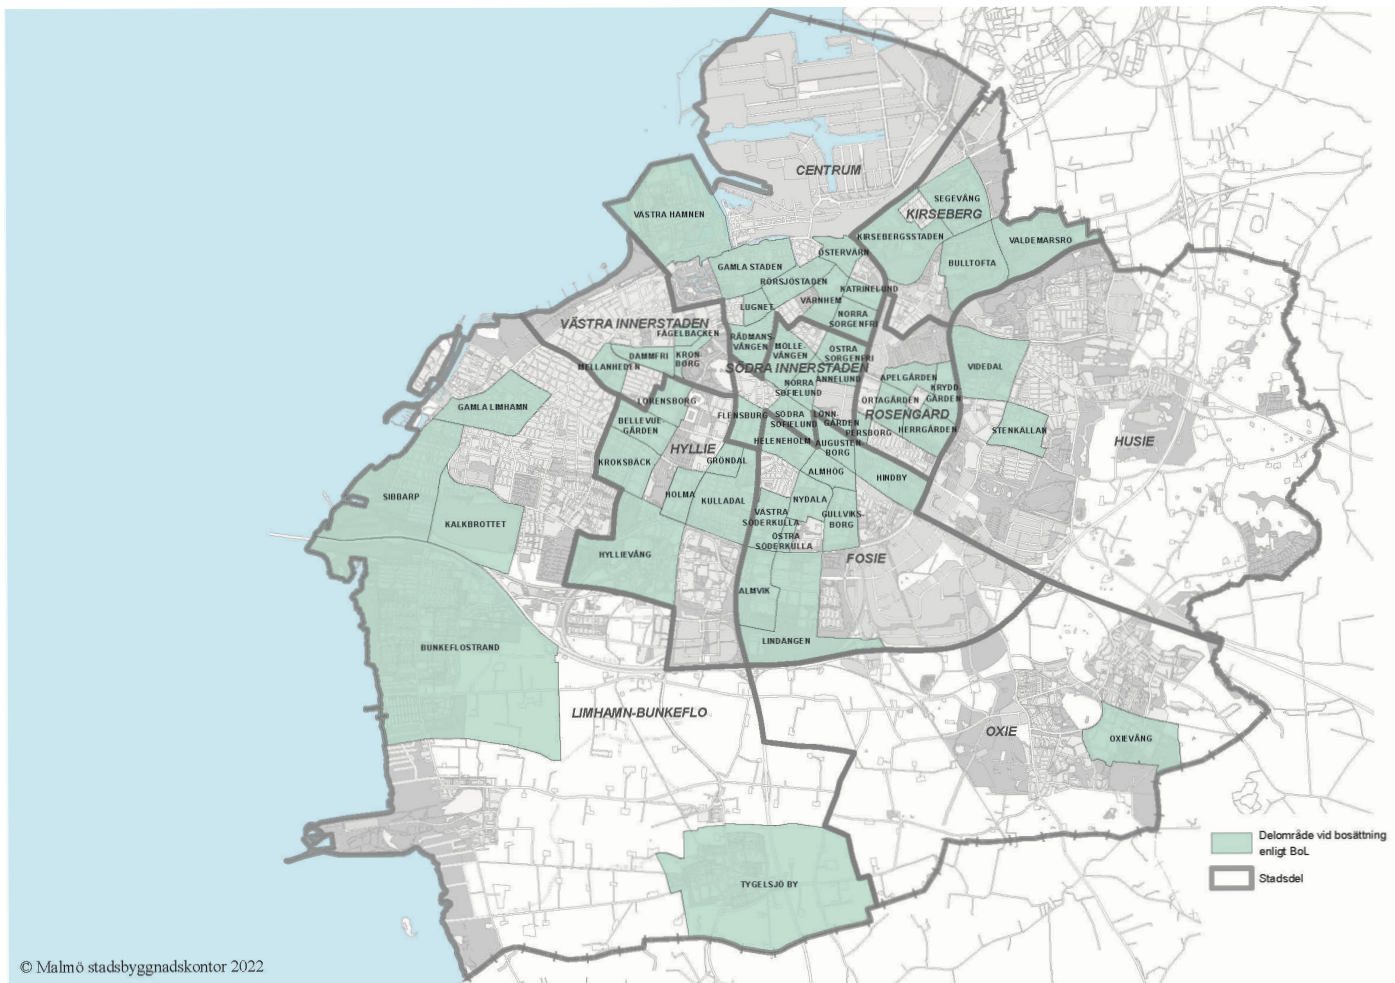 CENTRUM
SEGEVÅNG
KIRSEBERG
VÄSTRA HAMNEN
KIRSEBERGSSTADEN
VALDEMARSRO
ÖSTERVÄRN
BULLTOFTA
GAMLA STADEN
RÖRSJÖSTADEN
KATRINELUND
VÄRNHEM
LUGNET
NORRA
SORGENFRI
VÄSTRA INNERSTADEN
FÅGELBACKEN
RÅDMANS
VÅNGEN
MÖLLE-
VÅNGEN
ÖSTRA
SORGENFRI
DAMMFRI
KRON-
BORG
MELLANHEDEN
SÖDRA INNERSTADEN
VIDEDAL
NORRA
SOFIELUND
ANNELUND
APELGÅRDEN
KRYDD-
GÅRDEN
LORENSBORG
ÖRTAGÅRDEN
GAMLA LIMHAMN
FLENSBURG
SÖDRA
SOFIELUND
LÖNN-
GÅRDEN
ROSENGÅRD
BELLEVUE-
GÅRDEN
PERSBORG
HERRGÅRDEN
STENKÄLLAN
HUSIE
HELENEHOLM
AUGUSTEN
BORG
HYLLIE
GRÖNDAL
KROKSBÄCK
ALMHÖG
HINDBY
HOLMA
KULLADAL
NYDALA
SIBBARP
VÄSTRA
SÖDERKULLA
GULLVIKS-
BORG
KALKBROTTET
ÖSTRA
SÖDERKULLA
HYLLIEVÅNG
FOSIE
ALMVIK
LINDÄNGEN
BUNKEFLOSTRAND
LIMHAMN-BUNKEFLO
OXIE
OXIEVÅNG
Delområde vid bosättning
enligt BoL
Stadsdel
TYGELSJÖ BY
© Malmö stadsbyggnadskontor 2022